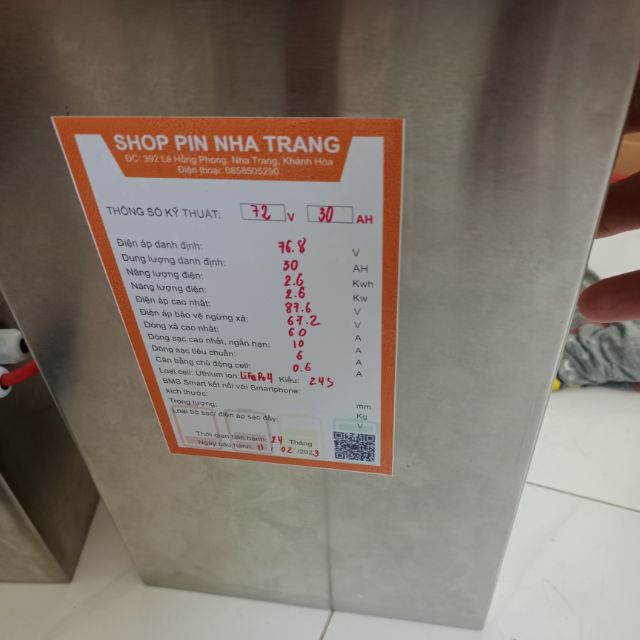 SHOP PIN NHA TRANG
ĐC: 392 Lê Hồng Phong, Nha Trang, Khánh Hòa
Điện thoại: 0858505290
THÔNG SỐ KỸ THUẬT: 72 V 30 AH
Điện áp danh định: 76.8 V
Dung lượng danh định: 30 AH
Năng lượng điện: 2.6 Kwh
Năng lượng điện: 2.6 Kw
Điện áp cao nhất: 87.6 V
Điện áp bảo vệ ngừng xả: 67.2 V
Dòng xả cao nhất: 60 A
Dòng sạc cao nhất, ngắn hạn: 10 A
Dòng sạc tiêu chuẩn: 6 A
Cân bằng chủ động cell: 0.6 A
Loại cell: Lithium ion: LiFePo4 Kiểu: 24S
BMS Smart kết nối với Smartphone:
kích thước: mm
Trọng lượng: Kg
Loại bộ sạc/ điện áp sạc đầy: V
Thời gian bảo hành: 24 Tháng
Ngày bảo hành: 11 / 02 /2023